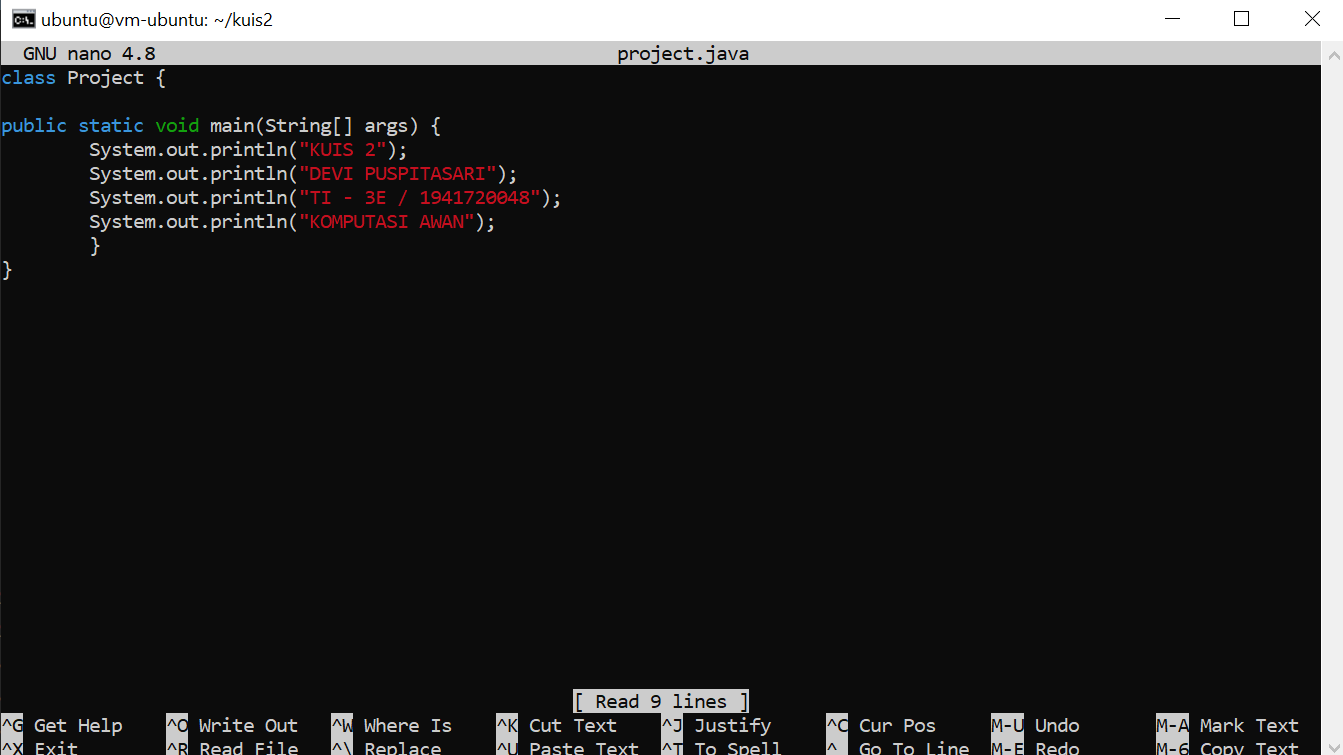 ubuntu@vm-ubuntu: ~/kuis2
GNU nano 4.8 project.java
class Project {
public static void main(String[] args) {
System.out.println("KUIS 2");
System.out.println("DEVI PUSPITASARI");
System.out.println("TI - 3E / 1941720048");
System.out.println("KOMPUTASI AWAN");
}
}
[ Read 9 lines ]
^G Get Help ^O Write Out ^W Where Is ^K Cut Text ^J Justify ^C Cur Pos M-U Undo M-A Mark Text
^X Exit ^R Read File ^\ Replace ^U Paste Text ^T To Spell ^_ Go To Line M-E Redo M-6 Copy Text